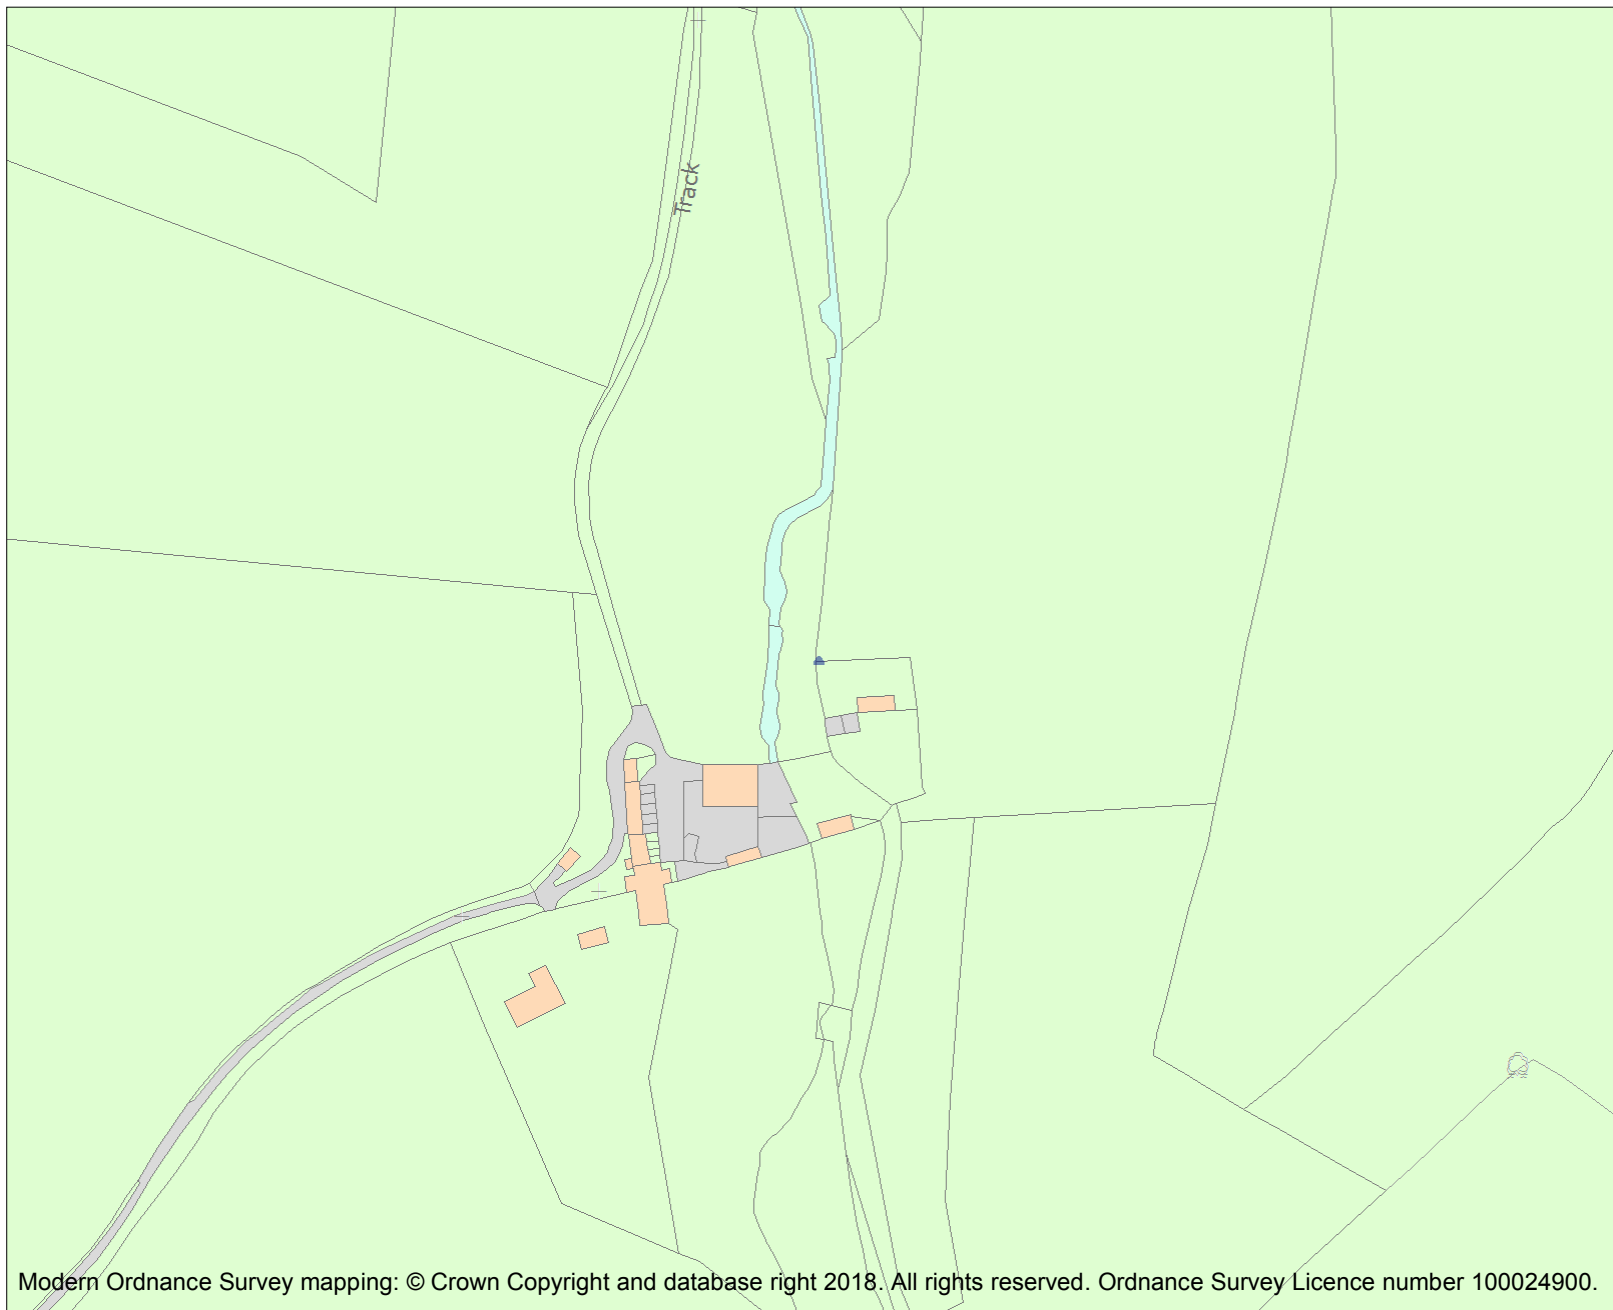 Track
Modern Ordnance Survey mapping: © Crown Copyright and database right 2018. All rights reserved. Ordnance Survey Licence number 100024900.